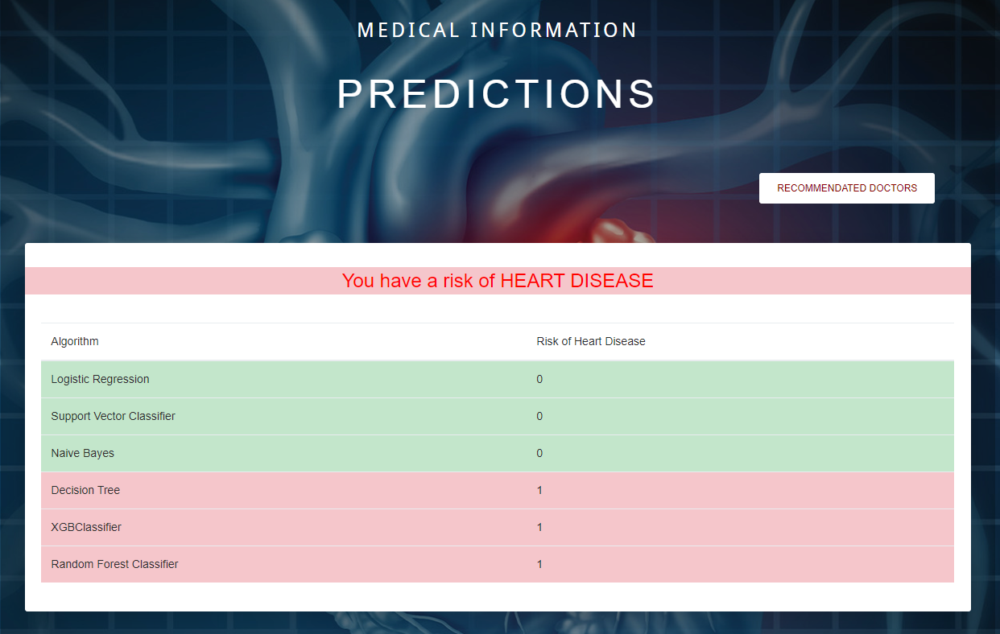 MEDICAL INFORMATION
PREDICTIONS
RECOMMENDATED DOCTORS
You have a risk of HEART DISEASE
Algorithm Risk of Heart Disease
Logistic Regression 0
Support Vector Classifier 0
Naive Bayes 0
Decision Tree 1
XGBClassifier 1
Random Forest Classifier 1